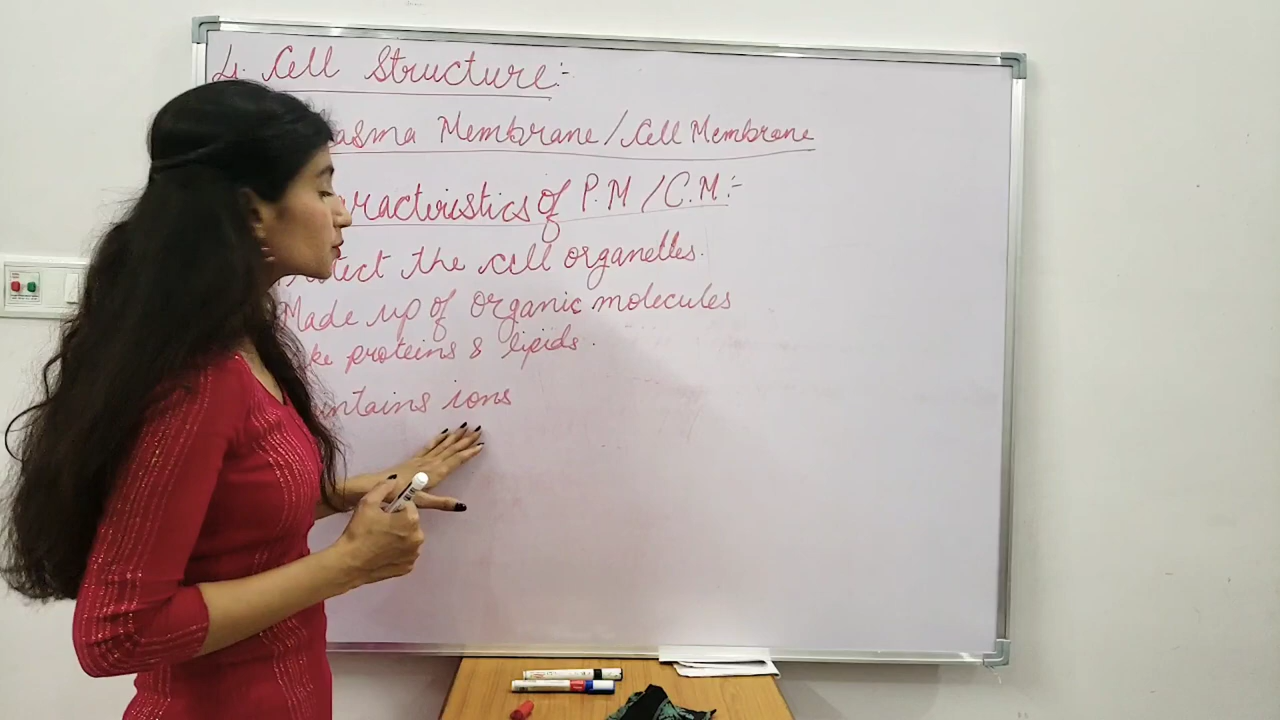 4. Cell Structure:-
asma Membrane / Cell Membrane
racteristics of P.M / C.M:-
tect the cell organelles.
Made up of organic molecules
ke proteins & lipids.
ntains ions